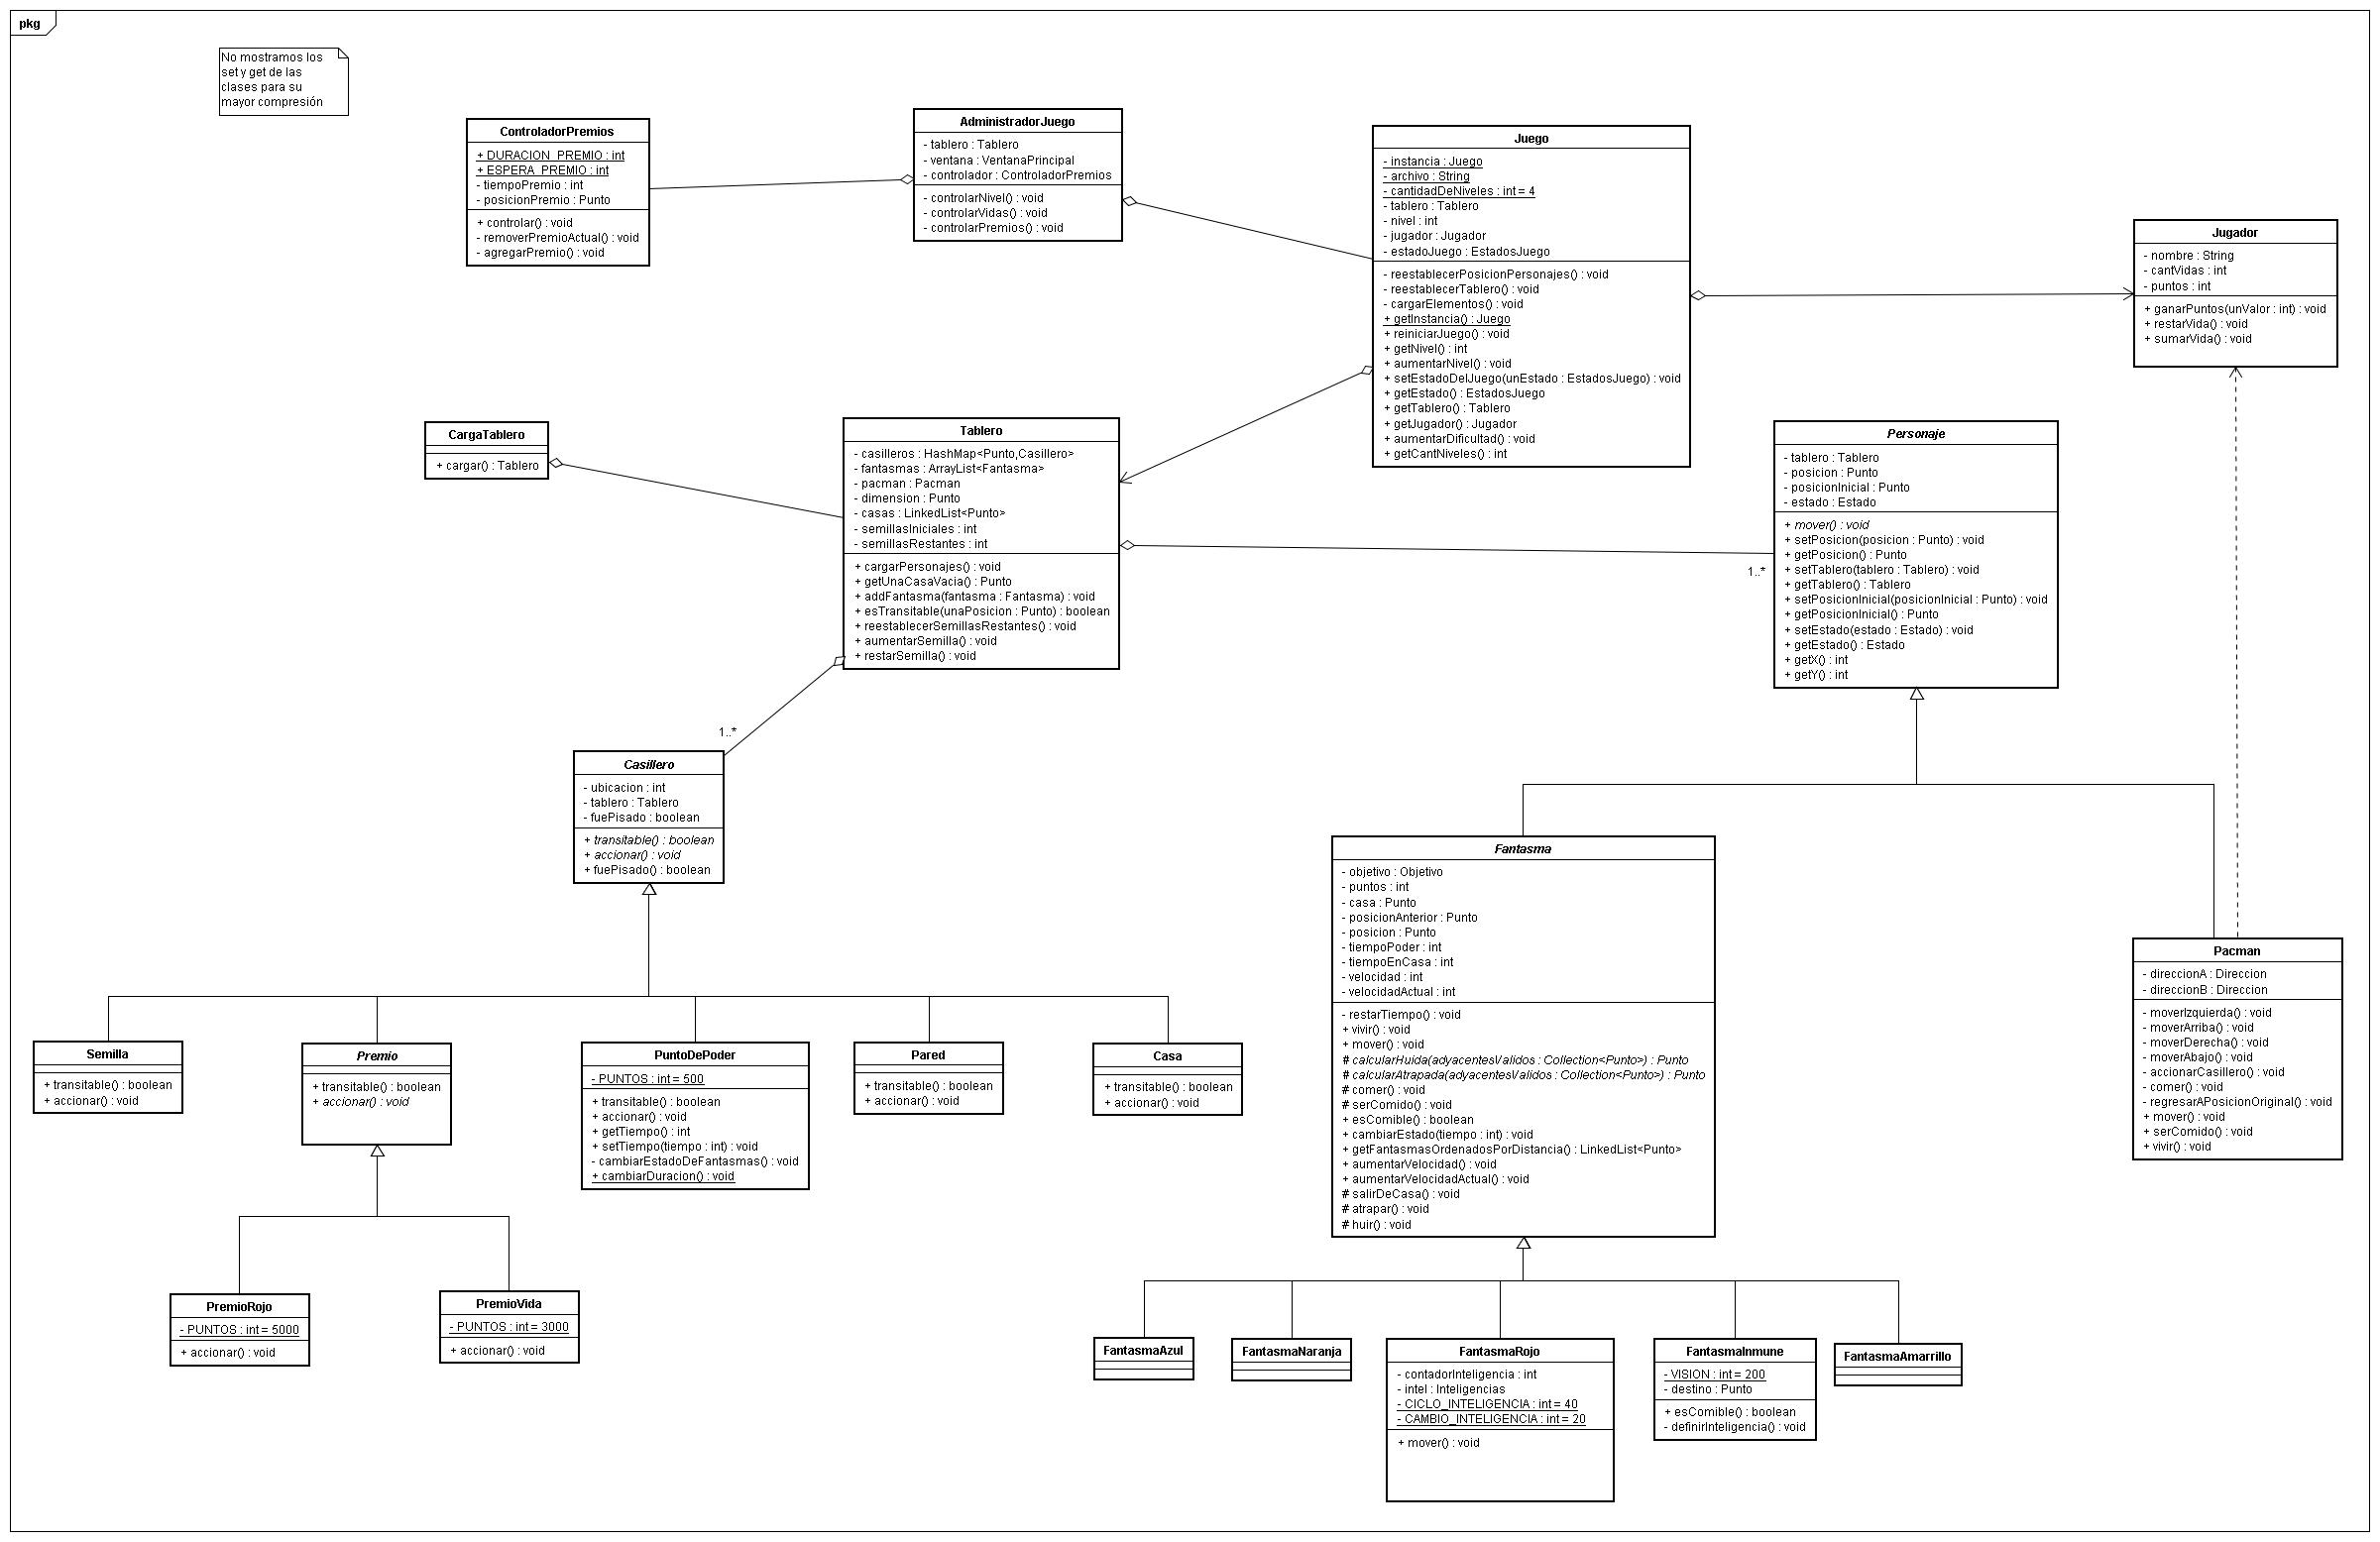 pkg
No mostramos los
set y get de las
clases para su
mayor compresión
ControladorPremios
+ DURACION_PREMIO : int
+ ESPERA_PREMIO : int
- tiempoPremio : int
- posicionPremio : Punto
+ controlar() : void
- removerPremioActual() : void
- agregarPremio() : void
AdministradorJuego
- tablero : Tablero
- ventana : VentanaPrincipal
- controlador : ControladorPremios
- controlarNivel() : void
- controlarVidas() : void
- controlarPremios() : void
Juego
- instancia : Juego
- archivo : String
- cantidadDeNiveles : int = 4
- tablero : Tablero
- nivel : int
- jugador : Jugador
- estadoJuego : EstadosJuego
- reestablecerPosicionPersonajes() : void
- reestablecerTablero() : void
- cargarElementos() : void
+ getInstancia() : Juego
+ reiniciarJuego() : void
+ getNivel() : int
+ aumentarNivel() : void
+ setEstadoDelJuego(unEstado : EstadosJuego) : void
+ getEstado() : EstadosJuego
+ getTablero() : Tablero
+ getJugador() : Jugador
+ aumentarDificultad() : void
+ getCantNiveles() : int
Jugador
- nombre : String
- cantVidas : int
- puntos : int
+ ganarPuntos(unValor : int) : void
+ restarVida() : void
+ sumarVida() : void
CargaTablero
+ cargar() : Tablero
Tablero
- casilleros : HashMap<Punto,Casillero>
- fantasmas : ArrayList<Fantasma>
- pacman : Pacman
- dimension : Punto
- casas : LinkedList<Punto>
- semillasIniciales : int
- semillasRestantes : int
+ cargarPersonajes() : void
+ getUnaCasaVacia() : Punto
+ addFantasma(fantasma : Fantasma) : void
+ esTransitable(unaPosicion : Punto) : boolean
+ reestablecerSemillasRestantes() : void
+ aumentarSemilla() : void
+ restarSemilla() : void
1..*
Personaje
- tablero : Tablero
- posicion : Punto
- posicionInicial : Punto
- estado : Estado
+ mover() : void
+ setPosicion(posicion : Punto) : void
+ getPosicion() : Punto
+ setTablero(tablero : Tablero) : void
+ getTablero() : Tablero
+ setPosicionInicial(posicionInicial : Punto) : void
+ getPosicionInicial() : Punto
+ setEstado(estado : Estado) : void
+ getEstado() : Estado
+ getX() : int
+ getY() : int
1..*
Casillero
- ubicacion : int
- tablero : Tablero
- fuePisado : boolean
+ transitable() : boolean
+ accionar() : void
+ fuePisado() : boolean
Fantasma
- objetivo : Objetivo
- puntos : int
- casa : Punto
- posicionAnterior : Punto
- posicion : Punto
- tiempoPoder : int
- tiempoEnCasa : int
- velocidad : int
- velocidadActual : int
- restarTiempo() : void
+ vivir() : void
+ mover() : void
# calcularHuida(adyacentesValidos : Collection<Punto>) : Punto
# calcularAtrapada(adyacentesValidos : Collection<Punto>) : Punto
# comer() : void
# serComido() : void
+ esComible() : boolean
+ cambiarEstado(tiempo : int) : void
+ getFantasmasOrdenadosPorDistancia() : LinkedList<Punto>
+ aumentarVelocidad() : void
+ aumentarVelocidadActual() : void
# salirDeCasa() : void
# atrapar() : void
# huir() : void
Pacman
- direccionA : Direccion
- direccionB : Direccion
- moverIzquierda() : void
- moverArriba() : void
- moverDerecha() : void
- moverAbajo() : void
- accionarCasillero() : void
- comer() : void
- regresarAPosicionOriginal() : void
+ mover() : void
+ serComido() : void
+ vivir() : void
Semilla
+ transitable() : boolean
+ accionar() : void
Premio
+ transitable() : boolean
+ accionar() : void
PuntoDePoder
- PUNTOS : int = 500
+ transitable() : boolean
+ accionar() : void
+ getTiempo() : int
+ setTiempo(tiempo : int) : void
- cambiarEstadoDeFantasmas() : void
+ cambiarDuracion() : void
Pared
+ transitable() : boolean
+ accionar() : void
Casa
+ transitable() : boolean
+ accionar() : void
PremioRojo
- PUNTOS : int = 5000
+ accionar() : void
PremioVida
- PUNTOS : int = 3000
+ accionar() : void
FantasmaAzul
FantasmaNaranja
FantasmaRojo
- contadorInteligencia : int
- intel : Inteligencias
- CICLO_INTELIGENCIA : int = 40
- CAMBIO_INTELIGENCIA : int = 20
+ mover() : void
FantasmaInmune
- VISION : int = 200
- destino : Punto
+ esComible() : boolean
- definirInteligencia() : void
FantasmaAmarrillo